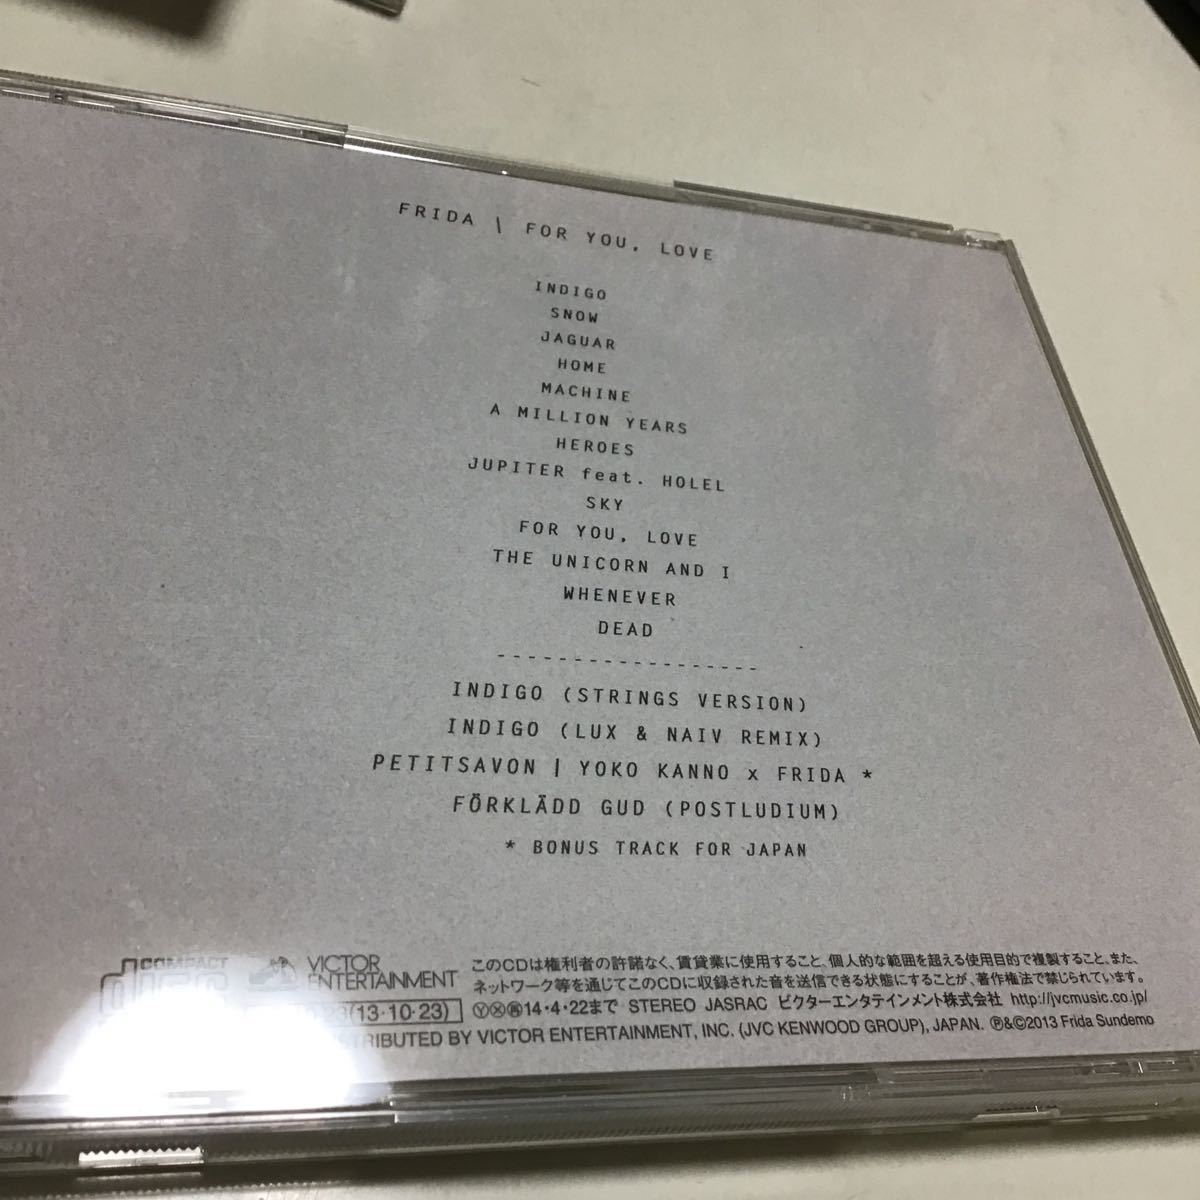 FRIDA \ FOR YOU, LOVE
INDIGO
SNOW
JAGUAR
HOME
MACHINE
A MILLION YEARS
HEROES
JUPITER feat. HOLEL
SKY
FOR YOU, LOVE
THE UNICORN AND I
WHENEVER
DEAD
------------------
INDIGO (STRINGS VERSION)
INDIGO (LUX & NAIV REMIX)
PETITSAVON | YOKO KANNO x FRIDA *
FÖRKLÄDD GUD (POSTLUDIUM)
* BONUS TRACK FOR JAPAN
COMPACT
disc
VICTOR
ENTERTAINMENT
このCDは権利者の許諾なく、賃貸業に使用すること、個人的な範囲を超える使用目的で複製すること、また、
ネットワーク等を通じてこのCDに収録された音を送信できる状態にすることが、著作権法で禁じられています。
23(13·10·23)
Ⓨ Ⓧ 14·4·22まで STEREO JASRAC ビクターエンタテインメント株式会社 http://jvcmusic.co.jp/
STRIBUTED BY VICTOR ENTERTAINMENT, INC. (JVC KENWOOD GROUP), JAPAN. Ⓟ&©2013 Frida Sundemo